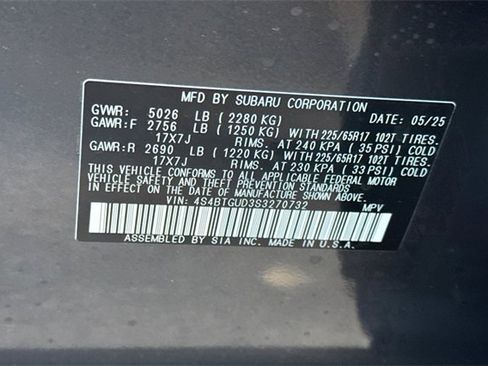 MFD BY SUBARU CORPORATION
GVWR: 5026 LB (2280 KG) DATE: 05/25
GAWR:F 2756 LB (1250 KG) WITH 225/65R17 102T TIRES,
17X7J RIMS, AT 240 KPA (35 PSI) COLD
GAWR:R 2690 LB (1220 KG) WITH 225/65R17 102T TIRES,
17X7J RIMS, AT 230 KPA (33 PSI) COLD
THIS VEHICLE CONFORMS TO ALL APPLICABLE FEDERAL MOTOR
VEHICLE SAFETY AND THEFT PREVENTION STANDARDS IN EFFECT
ON THE DATE OF MANUFACTURE SHOWN ABOVE.
VIN: 4S4BTGUD3S3270732 MPV
ASSEMBLED BY SIA INC. MADE IN U.S.A.